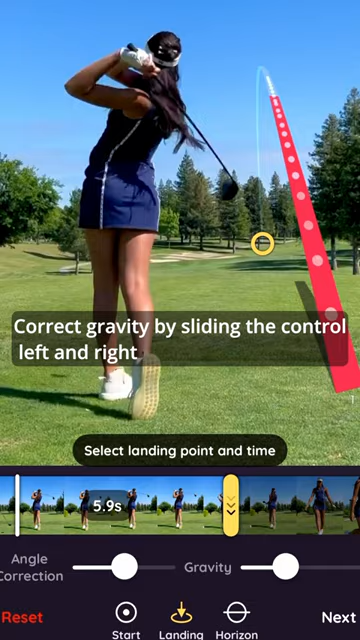 Correct gravity by sliding the control
left and right
Select landing point and time
5.9s
Angle
Correction
Gravity
Reset
Start
Landing
Horizon
Next